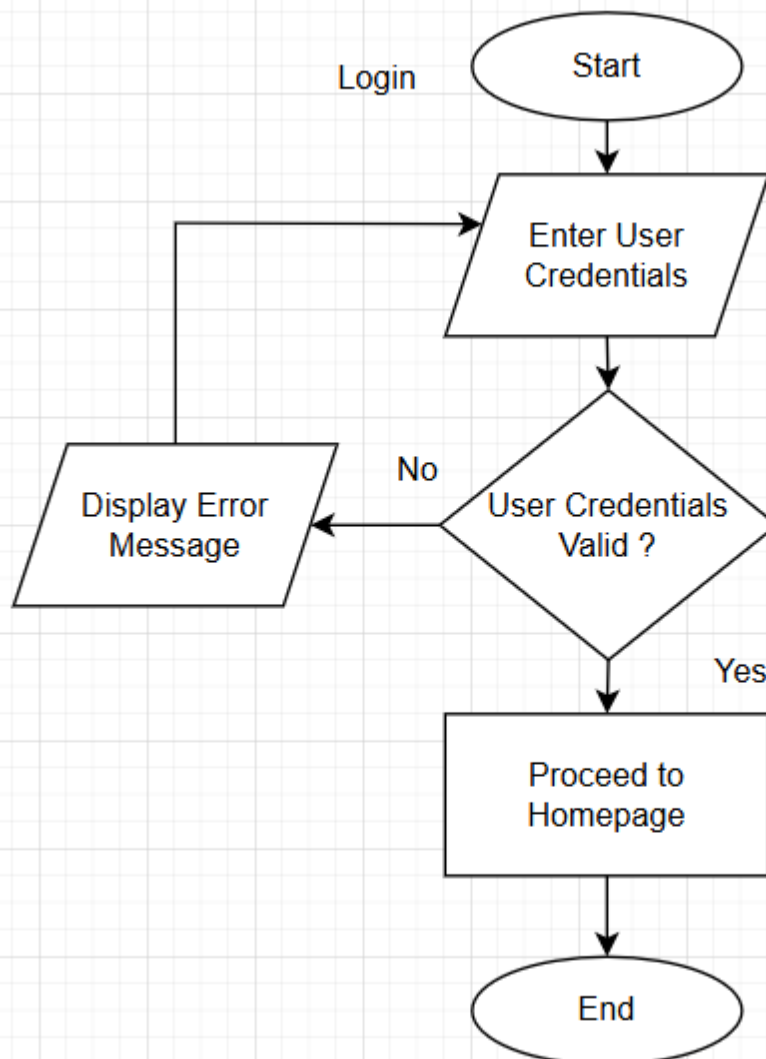 Login
Start
Enter User
Credentials
No
User Credentials
Valid ?
Display Error
Message
Yes
Proceed to
Homepage
End